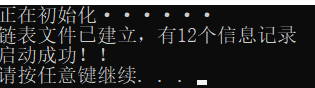 正在初始化······
链表文件已建立，有12个信息记录
启动成功！！
请按任意键继续. . .